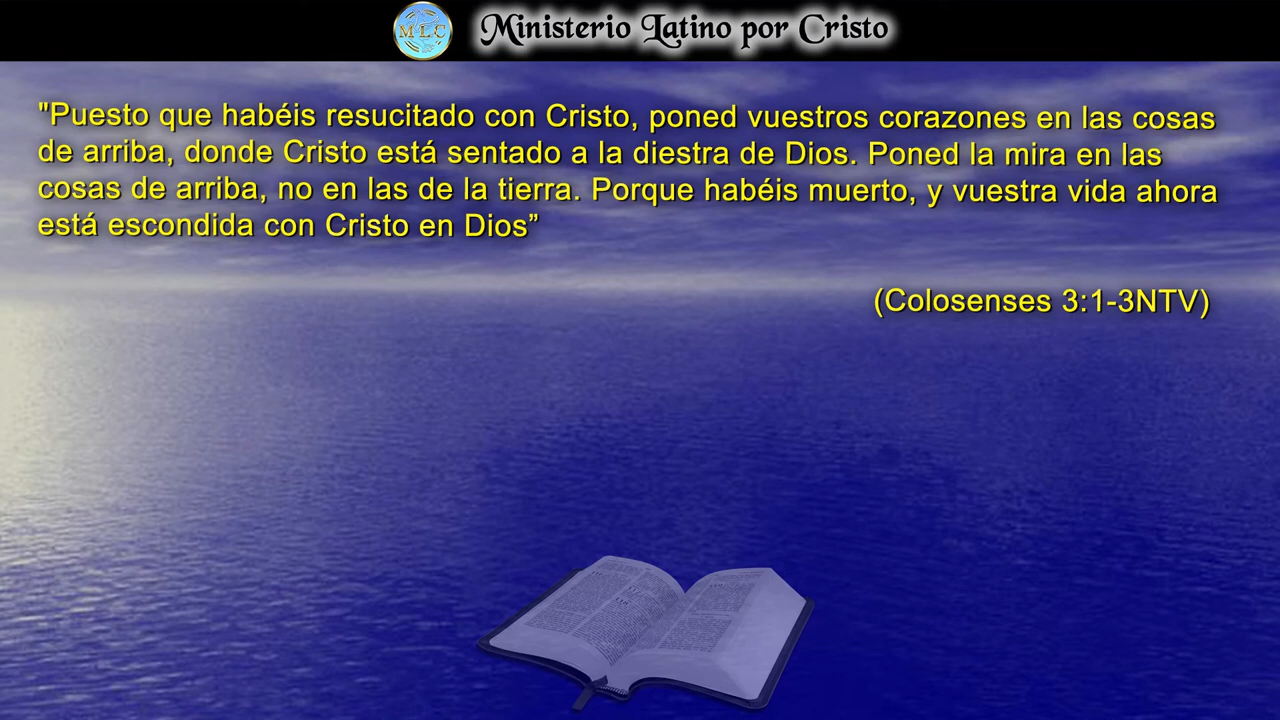 MLC Ministerio Latino por Cristo
"Puesto que habéis resucitado con Cristo, poned vuestros corazones en las cosas
de arriba, donde Cristo está sentado a la diestra de Dios. Poned la mira en las
cosas de arriba, no en las de la tierra. Porque habéis muerto, y vuestra vida ahora
está escondida con Cristo en Dios”
(Colosenses 3:1-3NTV)